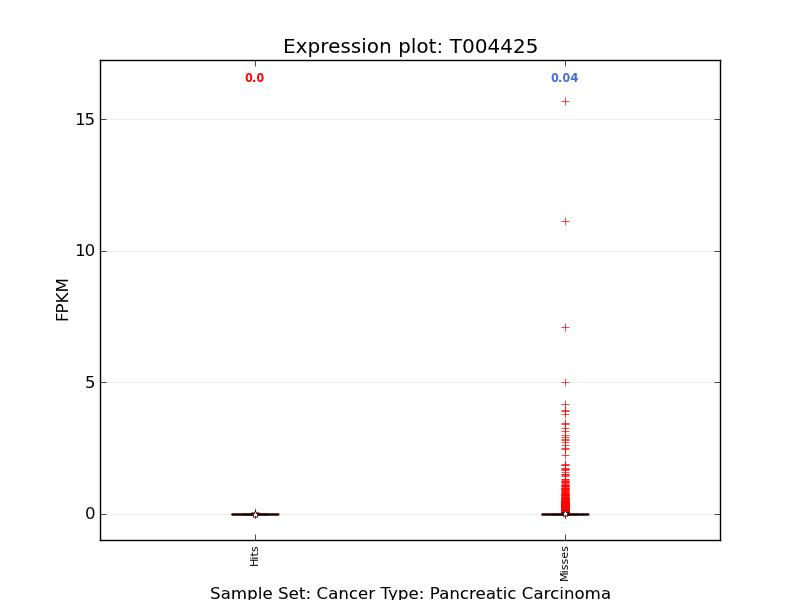 Expression plot: T004425
0.0
0.04
15
10
5
0
FPKM
Hits
Misses
Sample Set: Cancer Type: Pancreatic Carcinoma